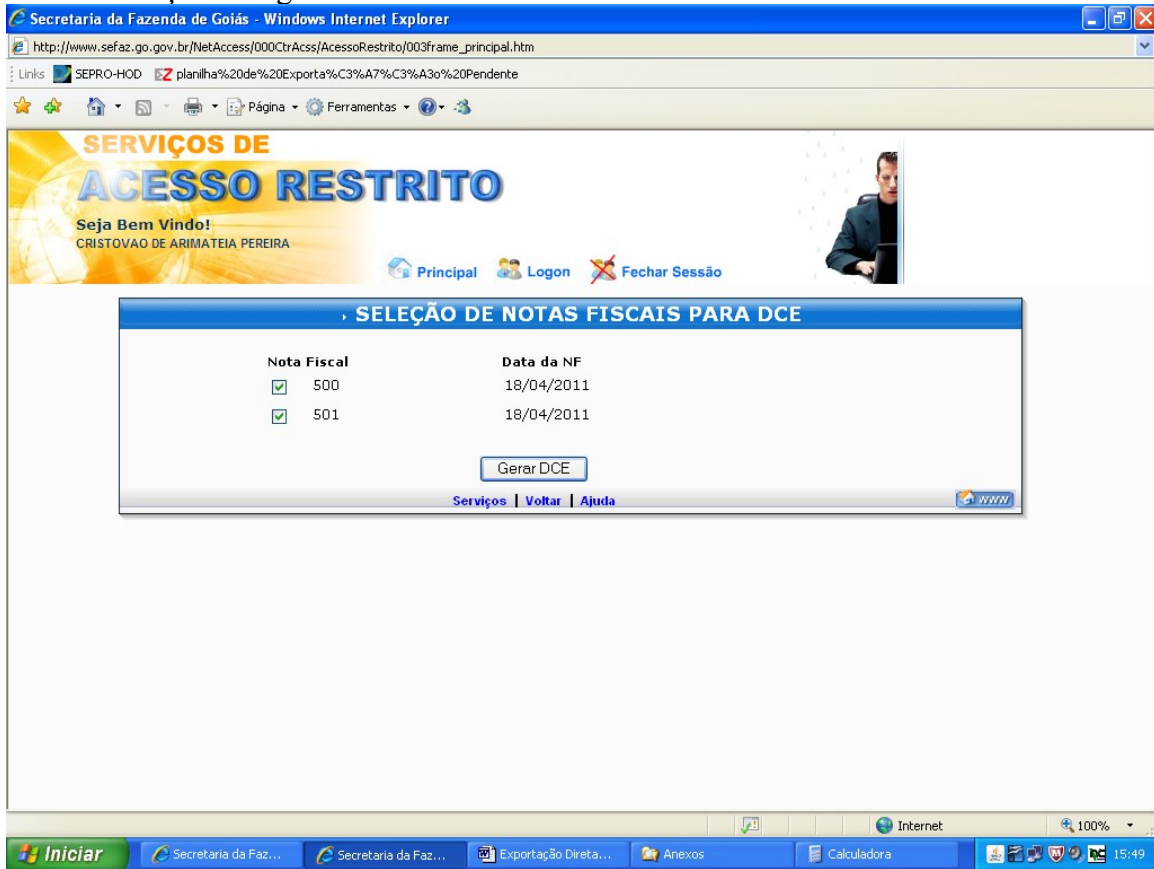 Secretaria da Fazenda de Goiás - Windows Internet Explorer
http://www.sefaz.go.gov.br/NetAccess/000CtrAcss/AcessoRestrito/003frame_principal.htm
Links SEPRO-HOD planilha%20de%20Exporta%C3%A7%C3%A3o%20Pendente
Página Ferramentas
SERVIÇOS DE
ACESSO RESTRITO
Seja Bem Vindo!
CRISTOVAO DE ARIMATEIA PEREIRA
Principal Logon Fechar Sessão
SELEÇÃO DE NOTAS FISCAIS PARA DCE
Nota Fiscal Data da NF
500 18/04/2011
501 18/04/2011
Gerar DCE
Serviços | Voltar | Ajuda www
Internet 100%
Iniciar Secretaria da Faz... Secretaria da Faz... Exportação Direta... Anexos Calculadora 15:49